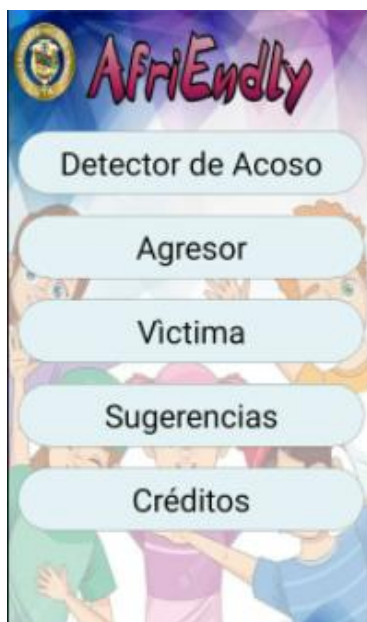 AfriEndly
Detector de Acoso
Agresor
Vìctima
Sugerencias
Créditos